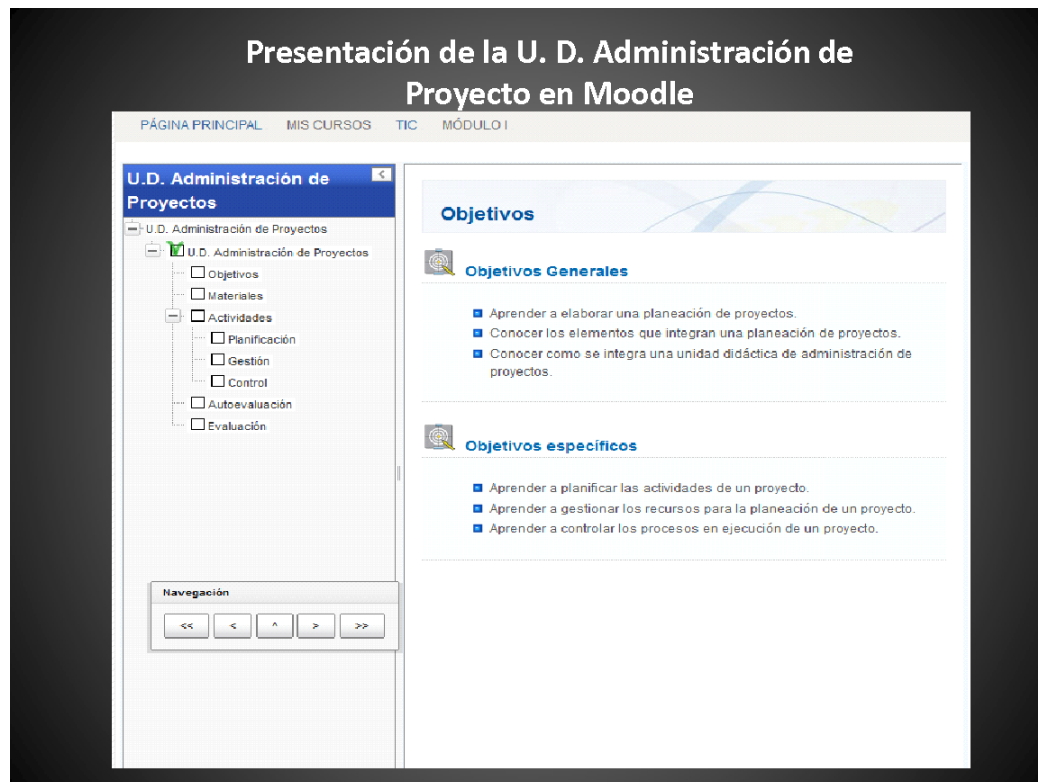 Presentación de la U. D. Administración de
Proyecto en Moodle
PÁGINA PRINCIPAL MIS CURSOS TIC MÓDULO I
U.D. Administración de
Proyectos
<
U.D. Administración de Proyectos
U.D. Administración de Proyectos
Objetivos
Materiales
Actividades
Planificación
Gestión
Control
Autoevaluación
Evaluación
Navegación
<< < ^ > >>
Objetivos
Objetivos Generales
Aprender a elaborar una planeación de proyectos.
Conocer los elementos que integran una planeación de proyectos.
Conocer como se integra una unidad didáctica de administración de
proyectos.
Objetivos específicos
Aprender a planificar las actividades de un proyecto.
Aprender a gestionar los recursos para la planeación de un proyecto.
Aprender a controlar los procesos en ejecución de un proyecto.